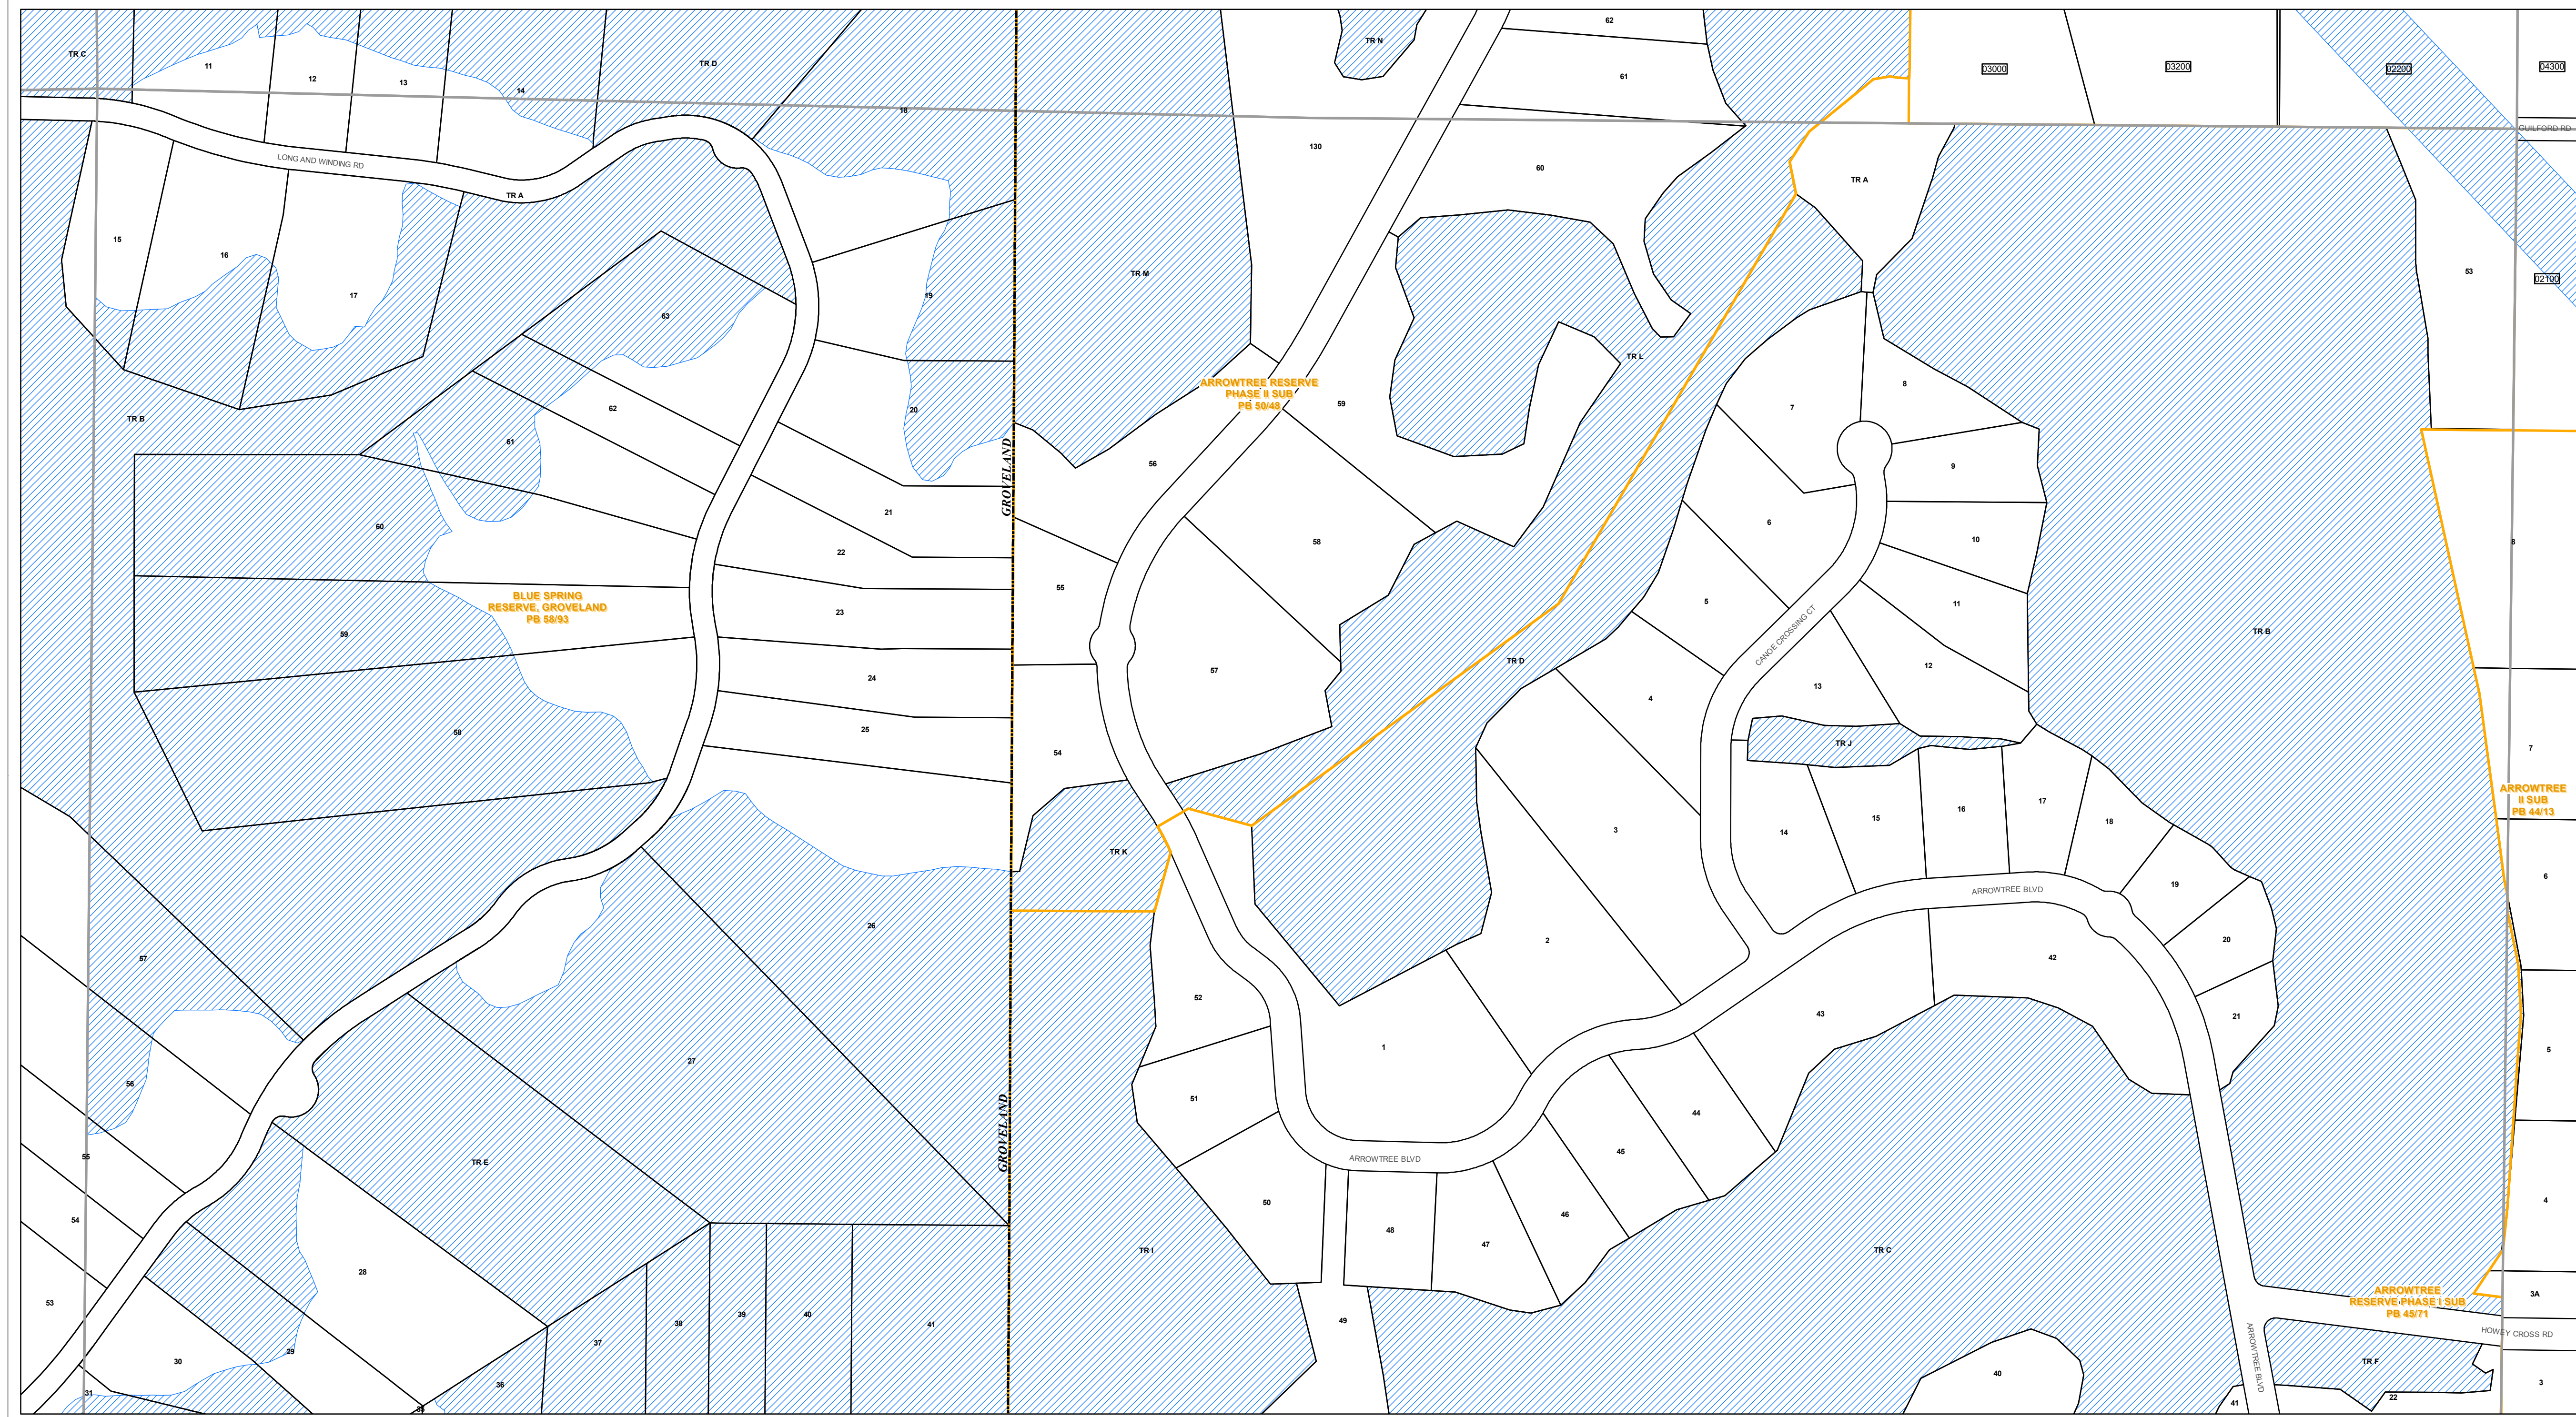 62
TR C
TR N
TR D
11
12
13
14
61
03000
03200
02200
04300
18
GUILFORD RD
130
LONG AND WINDING RD
60
TR A
TR A
15
16
17
TR M
53
02100
19
63
TR L
ARROWTREE RESERVE
PHASE II SUB
PB 50/48
8
62
20
59
7
TR B
61
56
9
GROVELAND
60
21
58
6
10
8
22
55
BLUE SPRING
RESERVE, GROVELAND
PB 58/93
5
11
23
59
CANOE CROSSING CT
TR B
TR D
12
57
24
13
4
58
25
54
TR J
7
ARROWTREE
II SUB
PB 44/13
17
16
15
18
14
3
TR K
6
19
ARROWTREE BLVD
26
20
2
57
42
52
43
21
1
5
27
56
51
44
GROVELAND
45
55
TR E
ARROWTREE BLVD
50
46
4
54
48
47
TR I
TR C
28
53
3A
ARROWTREE
RESERVE PHASE I SUB
PB 45/71
49
41
40
39
38
37
HOWEY CROSS RD
29
30
ARROWTREE BLVD
TR F
40
36
3
31
22
41
35